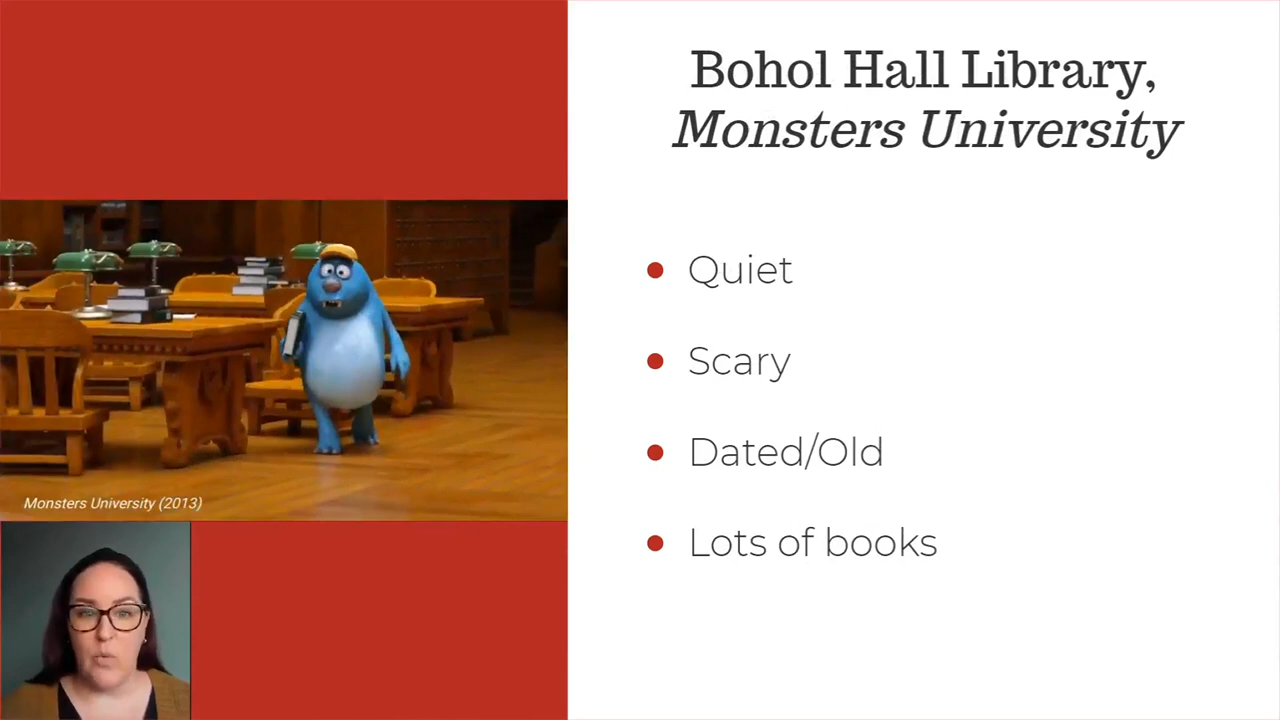 Bohol Hall Library,
Monsters University
Quiet
Scary
Dated/Old
Lots of books
Monsters University (2013)